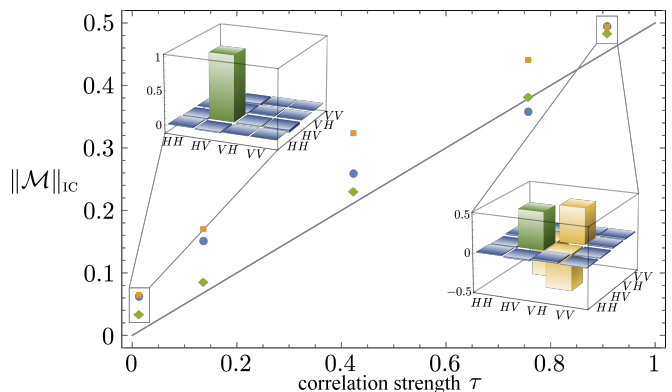 0.5
0.4
0.3
0.2
0.1
0
‖𝓜‖IC
1
0.5
0
HH HV VH VV
HH HV VH VV
0.5
0
−0.5
HH HV VH VV
HH HV VH VV
0 0.2 0.4 0.6 0.8 1
correlation strength τ